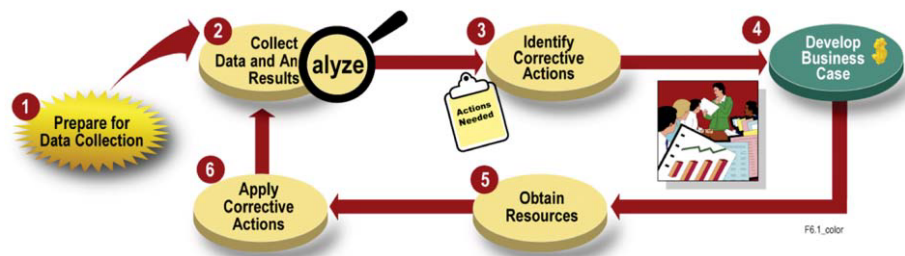 1
Prepare for
Data Collection
2
Collect
Data and An
Results
alyze
3
Identify
Corrective
Actions
Actions
Needed
4
Develop
Business
Case
$
5
Obtain
Resources
6
Apply
Corrective
Actions
F6.1_color